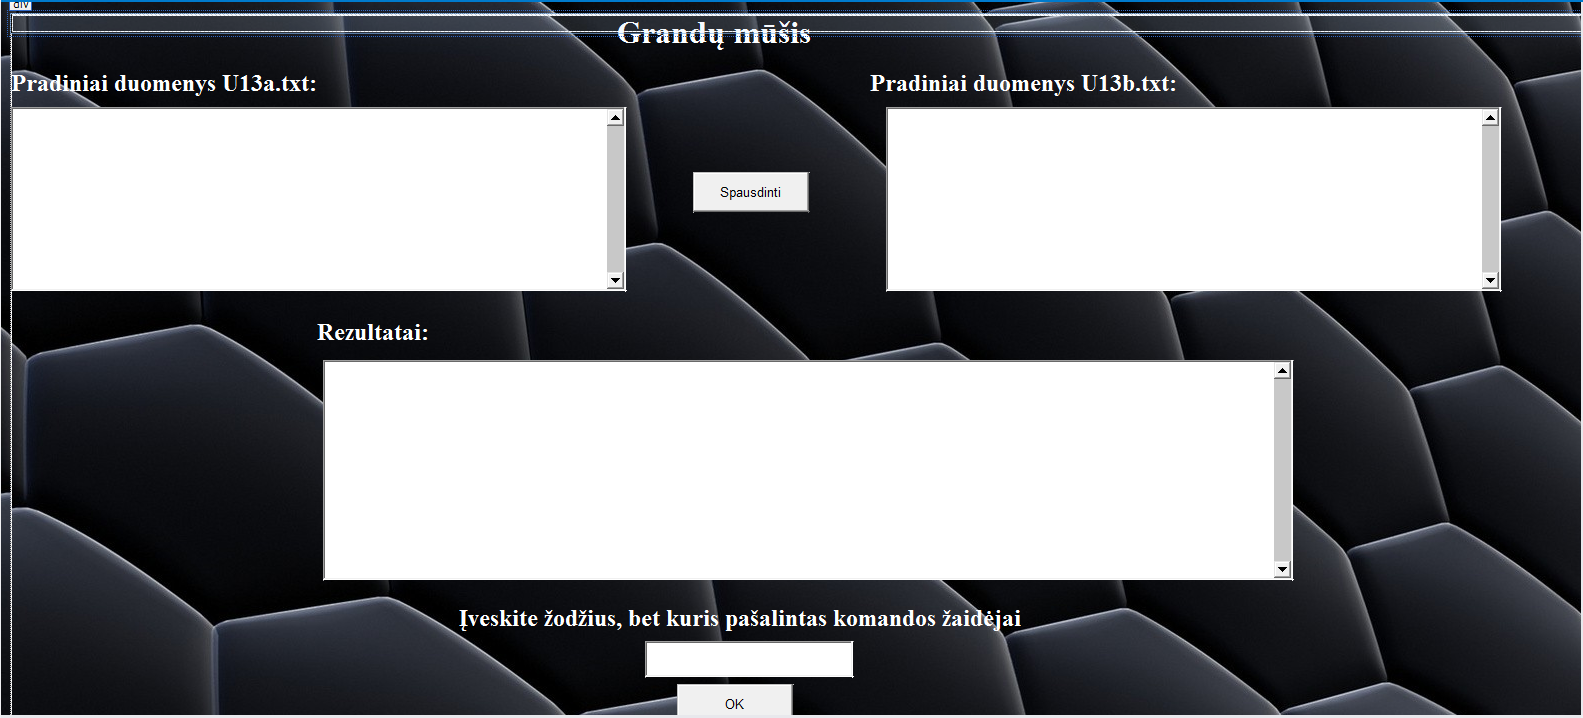 div
Grandų mūšis
Pradiniai duomenys U13a.txt:
Pradiniai duomenys U13b.txt:
Spausdinti
Rezultatai:
Įveskite žodžius, bet kuris pašalintas komandos žaidėjai
OK